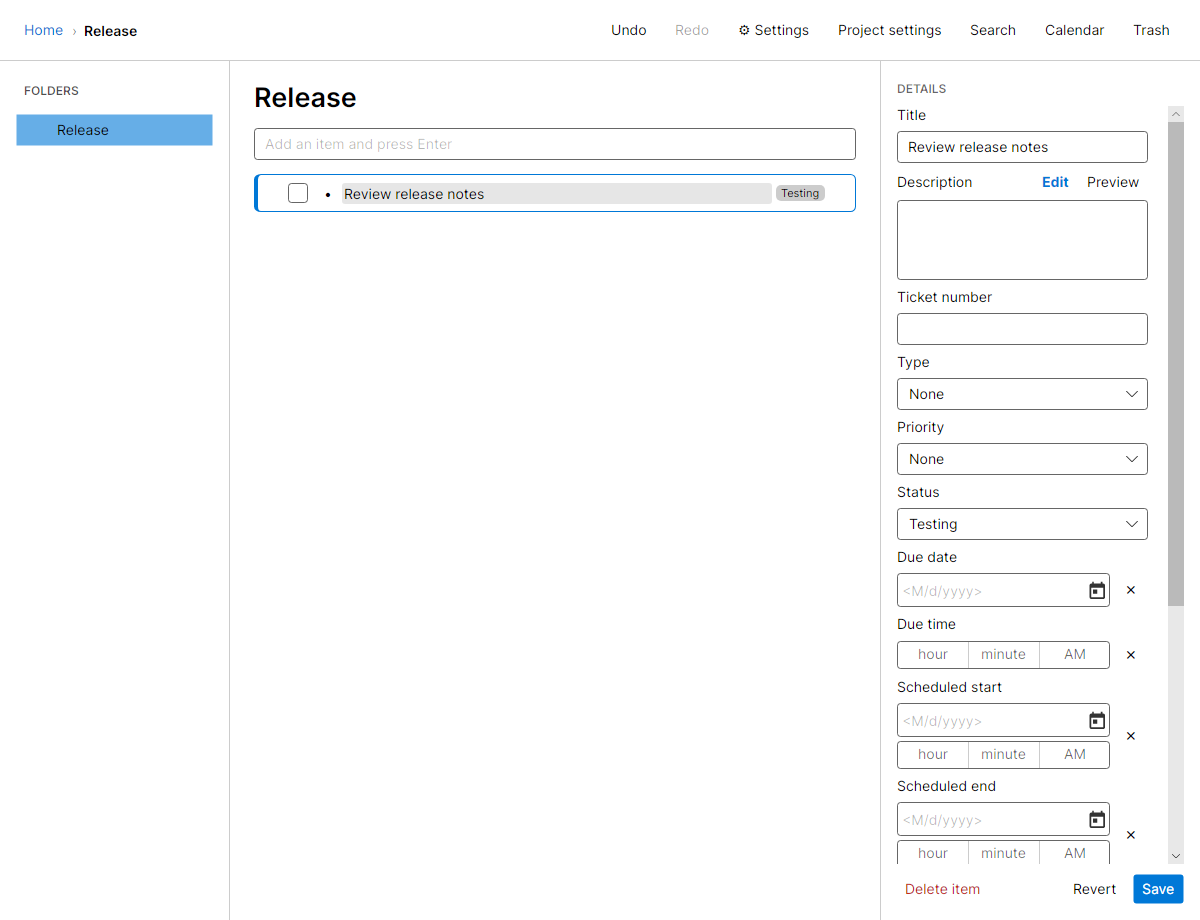 Home › Release
Undo Redo ⚙ Settings Project settings Search Calendar Trash
FOLDERS
Release
Release
Add an item and press Enter
• Review release notes Testing
DETAILS
Title
Review release notes
Description Edit Preview
Ticket number
Type
None
Priority
None
Status
Testing
Due date
<M/d/yyyy>
Due time
hour minute AM
Scheduled start
<M/d/yyyy>
hour minute AM
Scheduled end
<M/d/yyyy>
hour minute AM
Delete item Revert Save